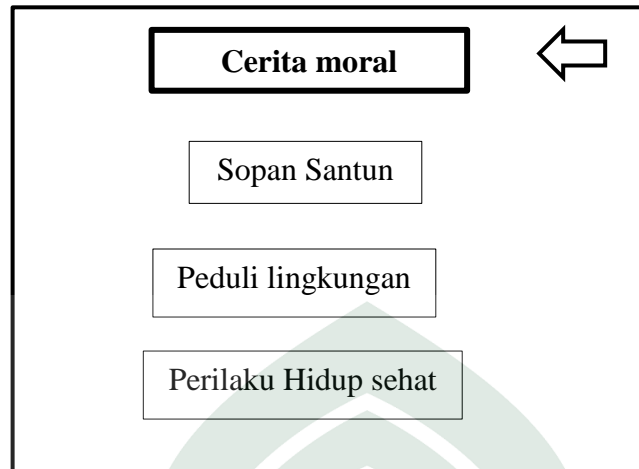 Cerita moral
Sopan Santun
Peduli lingkungan
Perilaku Hidup sehat